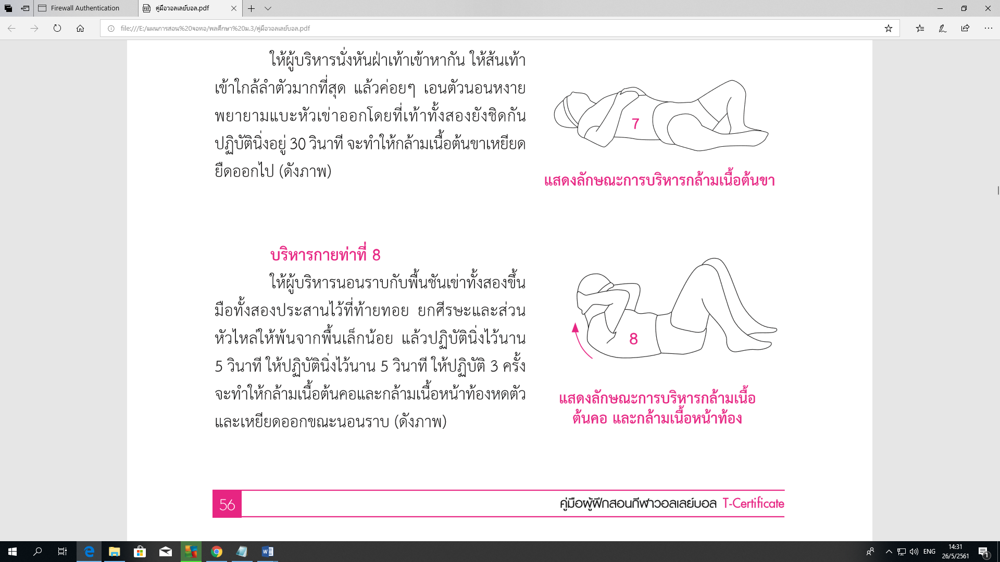 Firewall Authentication
คู่มือวอลเลย์บอล.pdf
file:///E:/แผนการสอน%20จอหอ/พลศึกษา%20ม.3/คู่มือวอลเลย์บอล.pdf
ให้ผู้บริหารนั่งหันฝ่าเท้าเข้าหากัน ให้ส้นเท้า
เข้าใกล้ลำตัวมากที่สุด แล้วค่อยๆ เอนตัวนอนหงาย
พยายามแบะหัวเข่าออกโดยที่เท้าทั้งสองยังชิดกัน
ปฏิบัตินิ่งอยู่ 30 วินาที จะทำให้กล้ามเนื้อต้นขาเหยียด
ยืดออกไป (ดังภาพ)
7
แสดงลักษณะการบริหารกล้ามเนื้อต้นขา
บริหารกายท่าที่ 8
ให้ผู้บริหารนอนราบกับพื้นชันเข่าทั้งสองขึ้น
มือทั้งสองประสานไว้ที่ท้ายทอย ยกศีรษะและส่วน
หัวไหล่ให้พ้นจากพื้นเล็กน้อย แล้วปฏิบัตินิ่งไว้นาน
5 วินาที ให้ปฏิบัตินิ่งไว้นาน 5 วินาที ให้ปฏิบัติ 3 ครั้ง
จะทำให้กล้ามเนื้อต้นคอและกล้ามเนื้อหน้าท้องหดตัว
และเหยียดออกขณะนอนราบ (ดังภาพ)
8
แสดงลักษณะการบริหารกล้ามเนื้อ
ต้นคอ และกล้ามเนื้อหน้าท้อง
56
คู่มือผู้ฝึกสอนกีฬาวอลเลย์บอล T-Certificate
ENG
14:31
26/5/2561
1